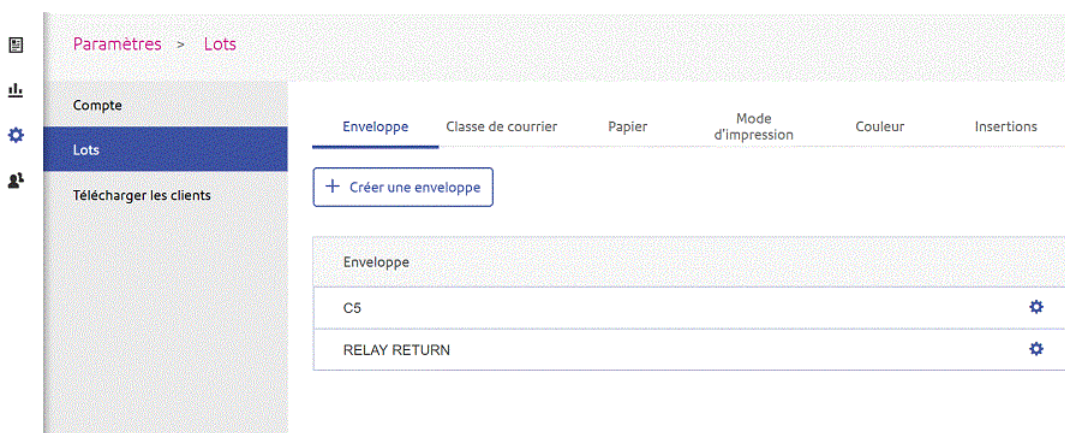 Paramètres > Lots
Compte
Lots
Télécharger les clients
Enveloppe
Classe de courrier
Papier
Mode
d'impression
Couleur
Insertions
+ Créer une enveloppe
Enveloppe
C5
RELAY RETURN